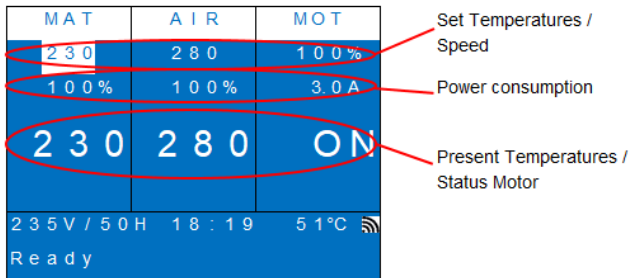 MAT AIR MOT
230 280 100%
100% 100% 3.0A
230 280 ON
235V/50H 18:19 51°C
Ready
Set Temperatures /
Speed
Power consumption
Present Temperatures /
Status Motor